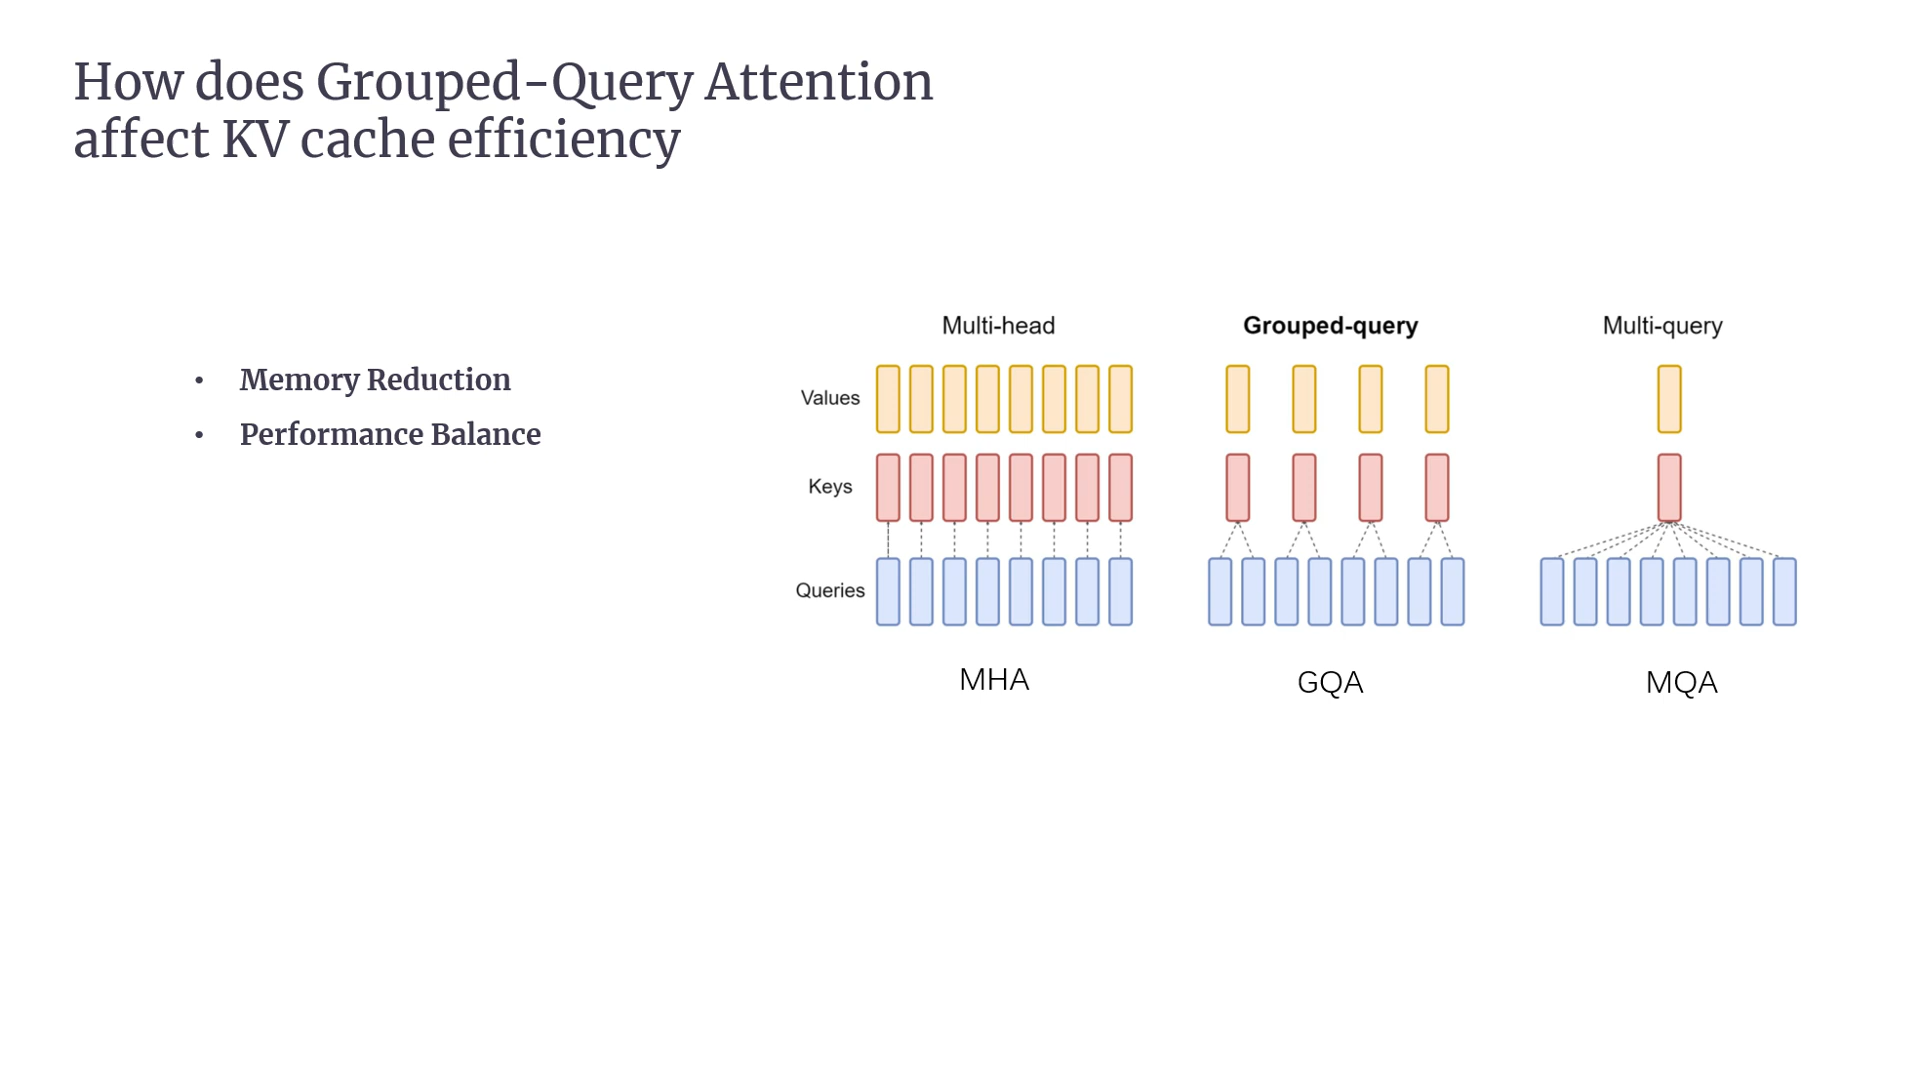 How does Grouped-Query Attention
affect KV cache efficiency
• Memory Reduction
• Performance Balance
Multi-head
Grouped-query
Multi-query
Values
Keys
Queries
MHA
GQA
MQA